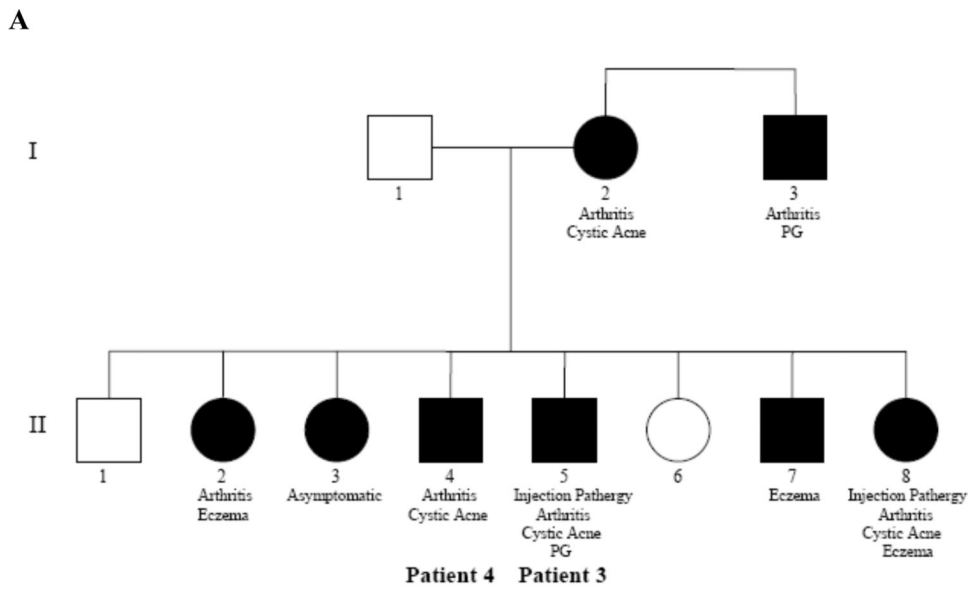 A
I
1
2
Arthritis
Cystic Acne
3
Arthritis
PG
II
1
2
Arthritis
Eczema
3
Asymptomatic
4
Arthritis
Cystic Acne
5
Injection Pathergy
Arthritis
Cystic Acne
PG
6
7
Eczema
8
Injection Pathergy
Arthritis
Cystic Acne
Eczema
Patient 4
Patient 3